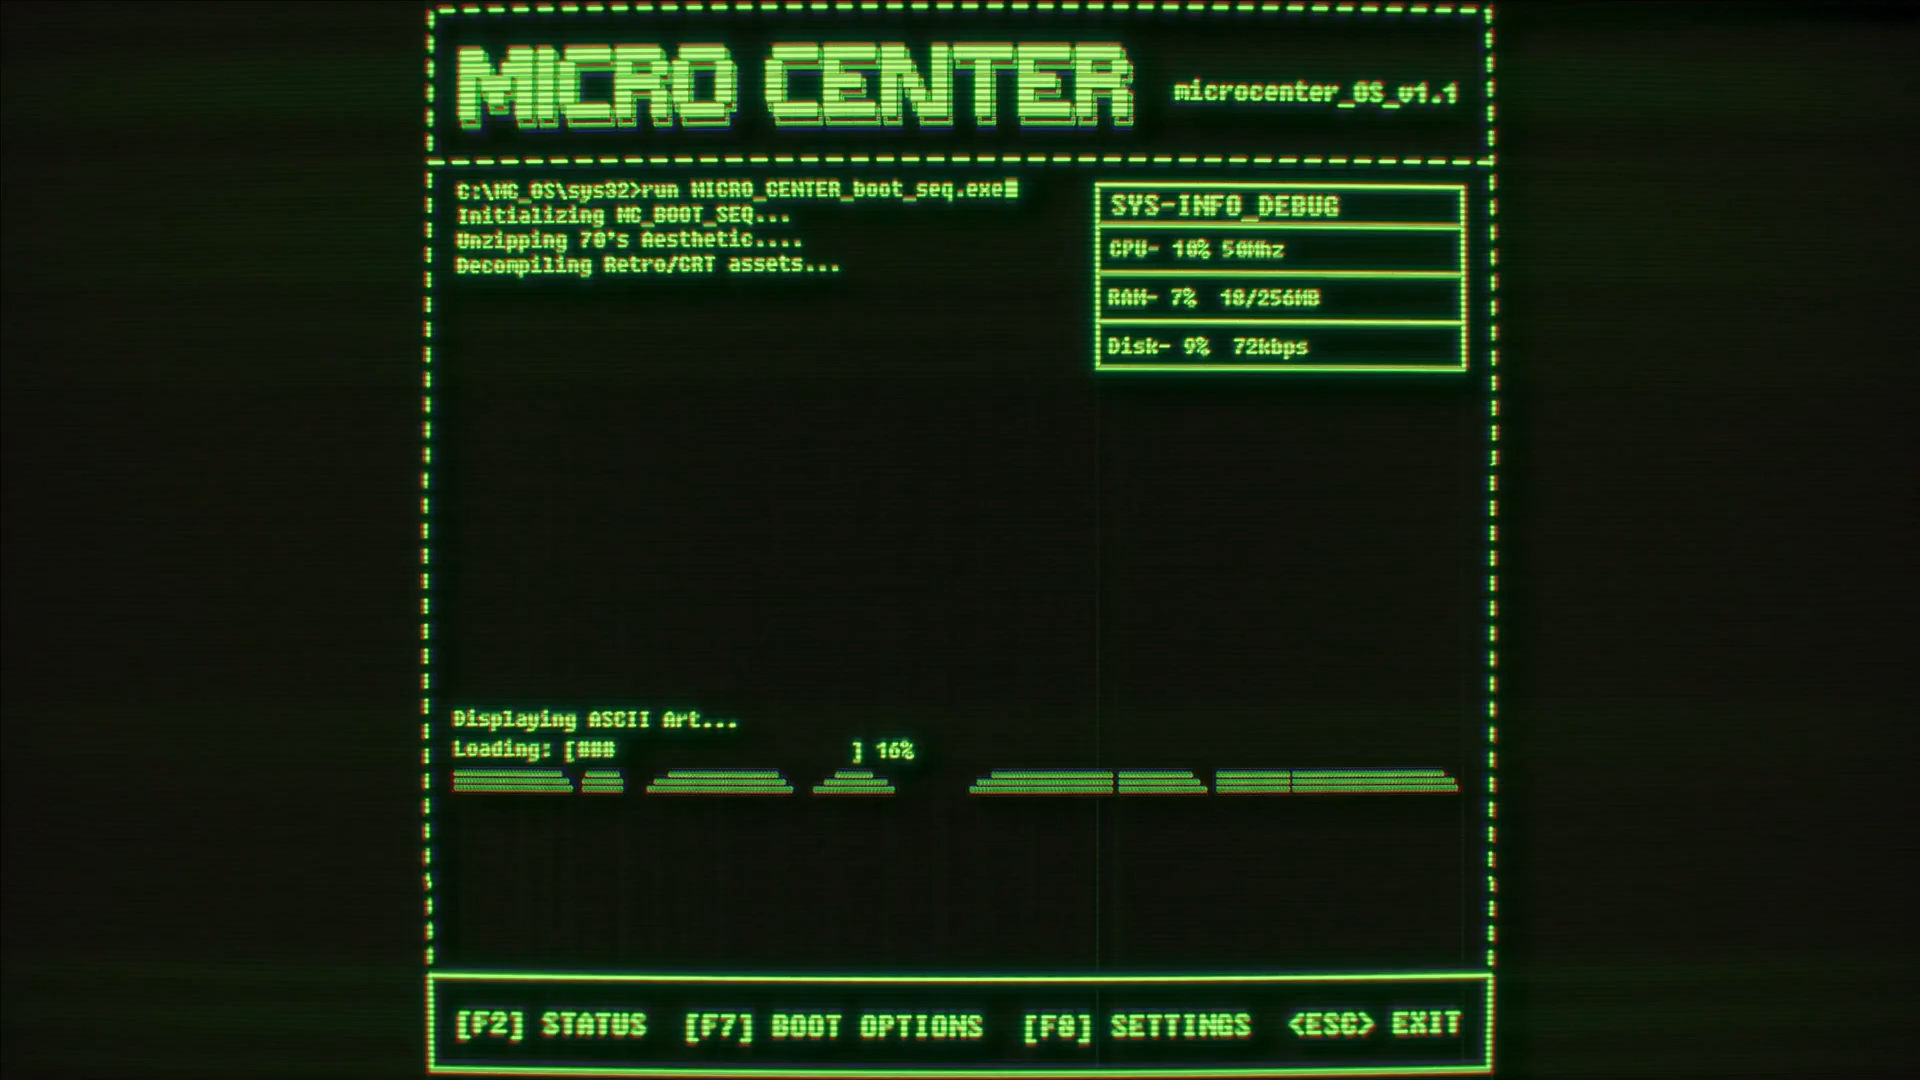 MICRO CENTER
microcenter_OS_v1.1
C:\MC_OS\sys32>run MICRO_CENTER_boot_seq.exe
Initializing MC_BOOT_SEQ...
Unzipping 70's Aesthetic....
Decompiling Retro/CRT assets...
SYS-INFO_DEBUG
CPU- 10% 50Mhz
RAM- 7% 18/256MB
Disk- 9% 72kbps
Displaying ASCII Art...
Loading: [### ] 16%
[F2] STATUS [F7] BOOT OPTIONS [F8] SETTINGS <ESC> EXIT